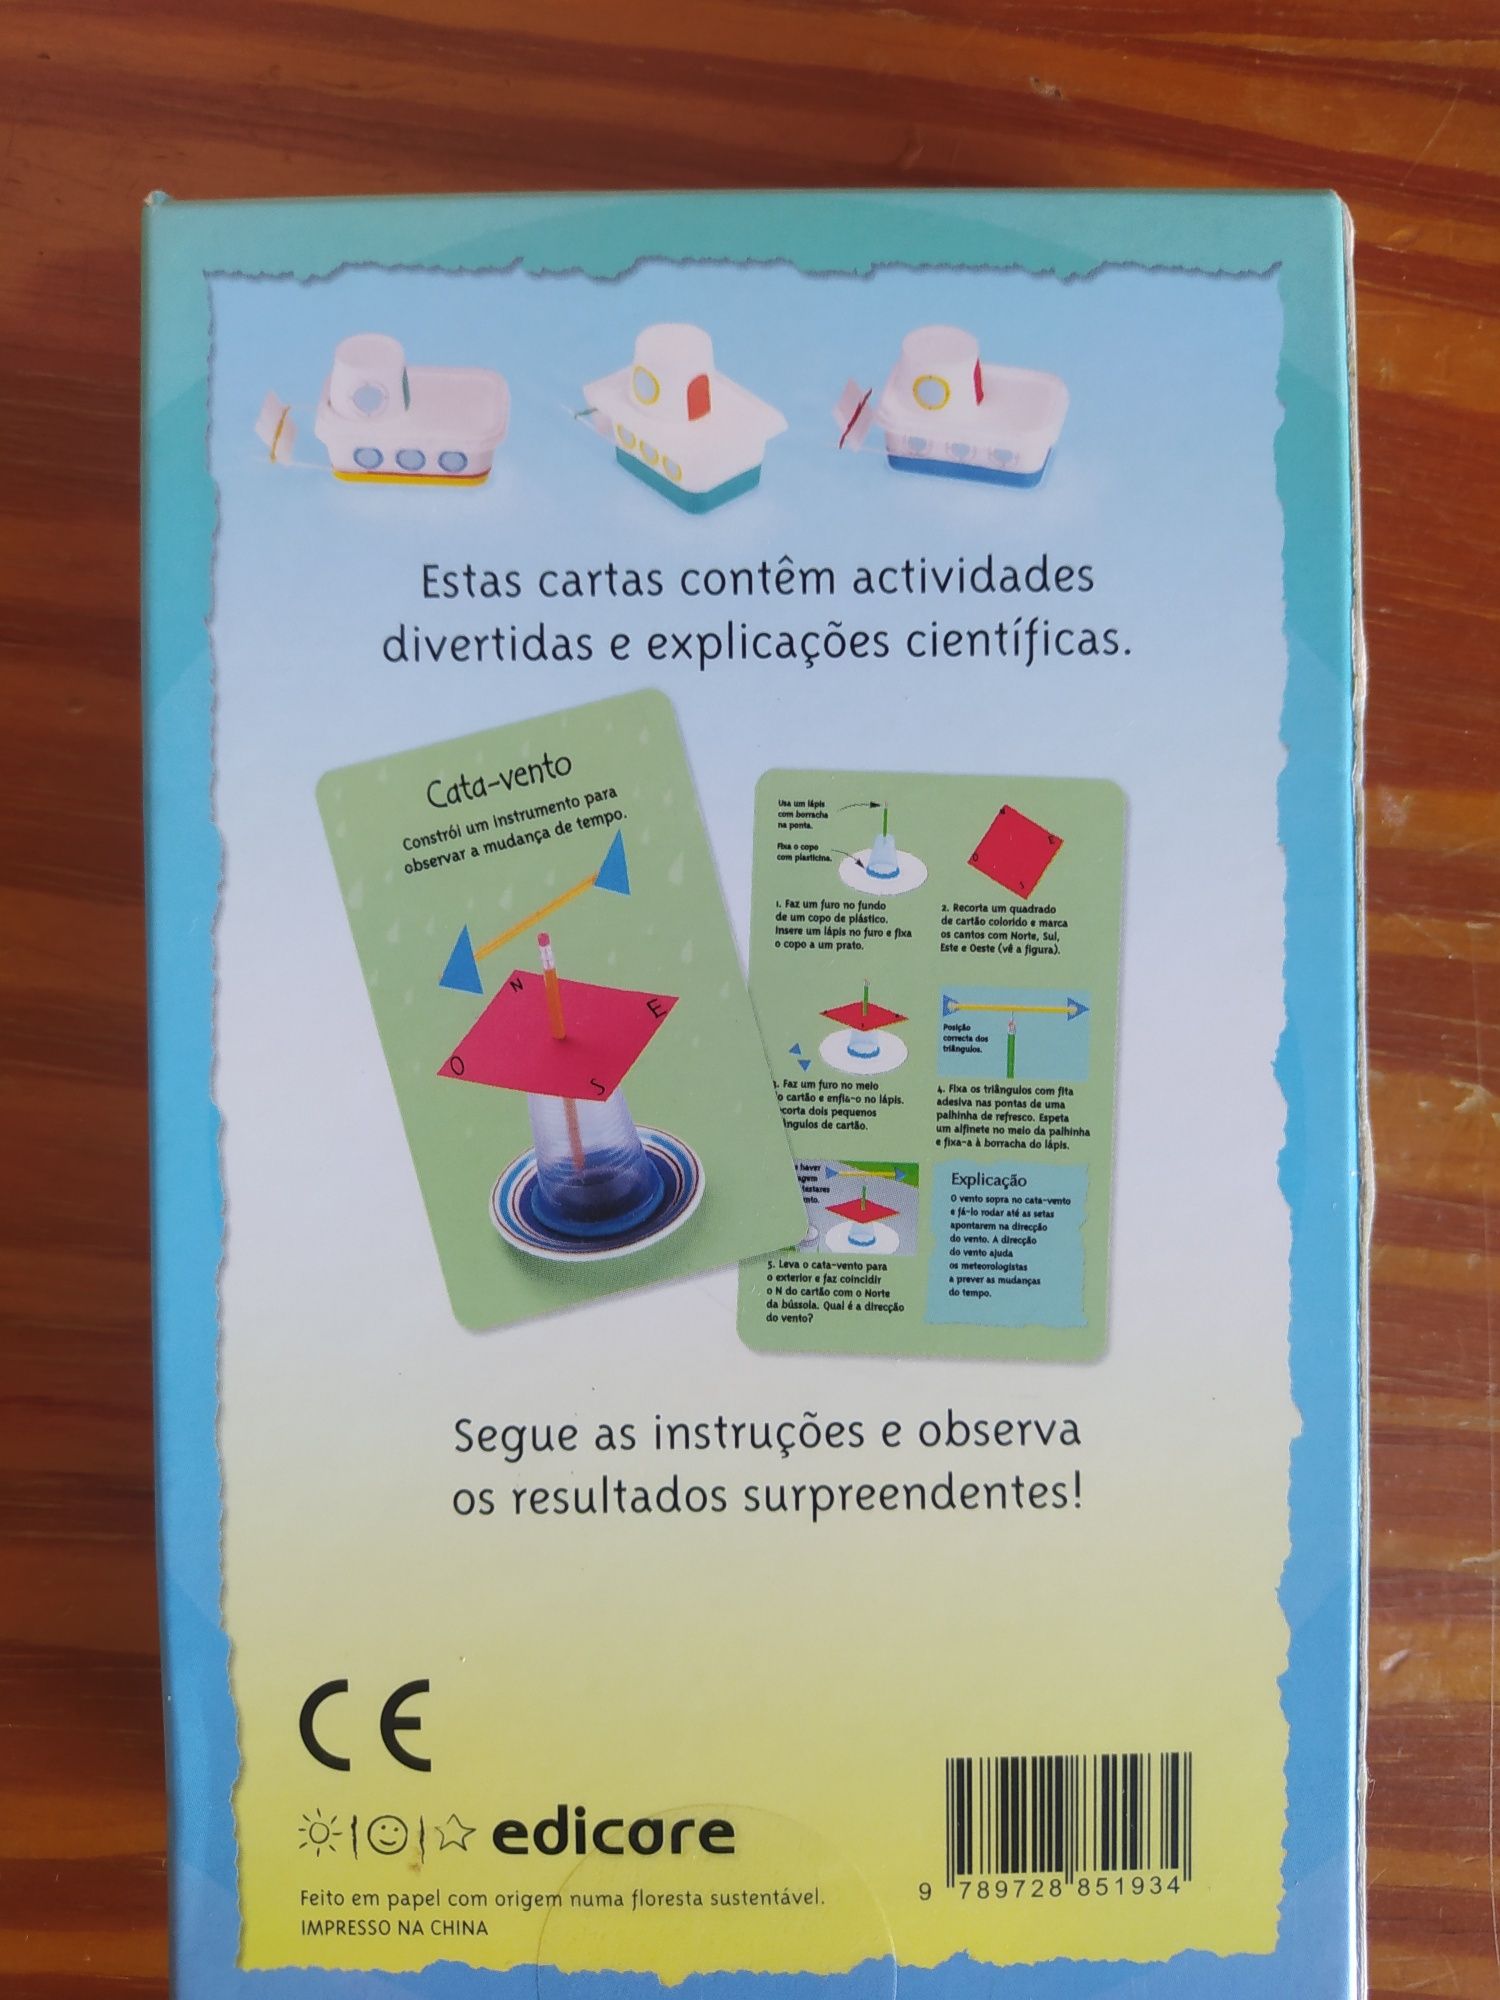 Estas cartas contêm actividades
divertidas e explicações científicas.
Cata-vento
Constrói um instrumento para
observar a mudança de tempo.
N
E
O
S
Usa um lápis
com borracha
na ponta.
Fixa o copo
com plasticina.
1. Faz um furo no fundo
de um copo de plástico.
Insere um lápis no furo e fixa
o copo a um prato.
N
E
O
S
2. Recorta um quadrado
de cartão colorido e marca
os cantos com Norte, Sul,
Este e Oeste (vê a figura).
3. Faz um furo no meio
o cartão e enfia-o no lápis.
corta dois pequenos
ngulos de cartão.
Posição
correcta dos
triângulos.
4. Fixa os triângulos com fita
adesiva nas pontas de uma
palhinha de refresco. Espeta
um alfinete no meio da palhinha
e fixa-a à borracha do lápis.
haver
agem
testares
nto.
5. Leva o cata-vento para
o exterior e faz coincidir
o N do cartão com o Norte
da bússola. Qual é a direcção
do vento?
Explicação
O vento sopra no cata-vento
e fá-lo rodar até as setas
apontarem na direcção
do vento. A direcção
do vento ajuda
os meteorologistas
a prever as mudanças
do tempo.
Segue as instruções e observa
os resultados surpreendentes!
CE
edicare
Feito em papel com origem numa floresta sustentável.
IMPRESSO NA CHINA
9 789728 851934